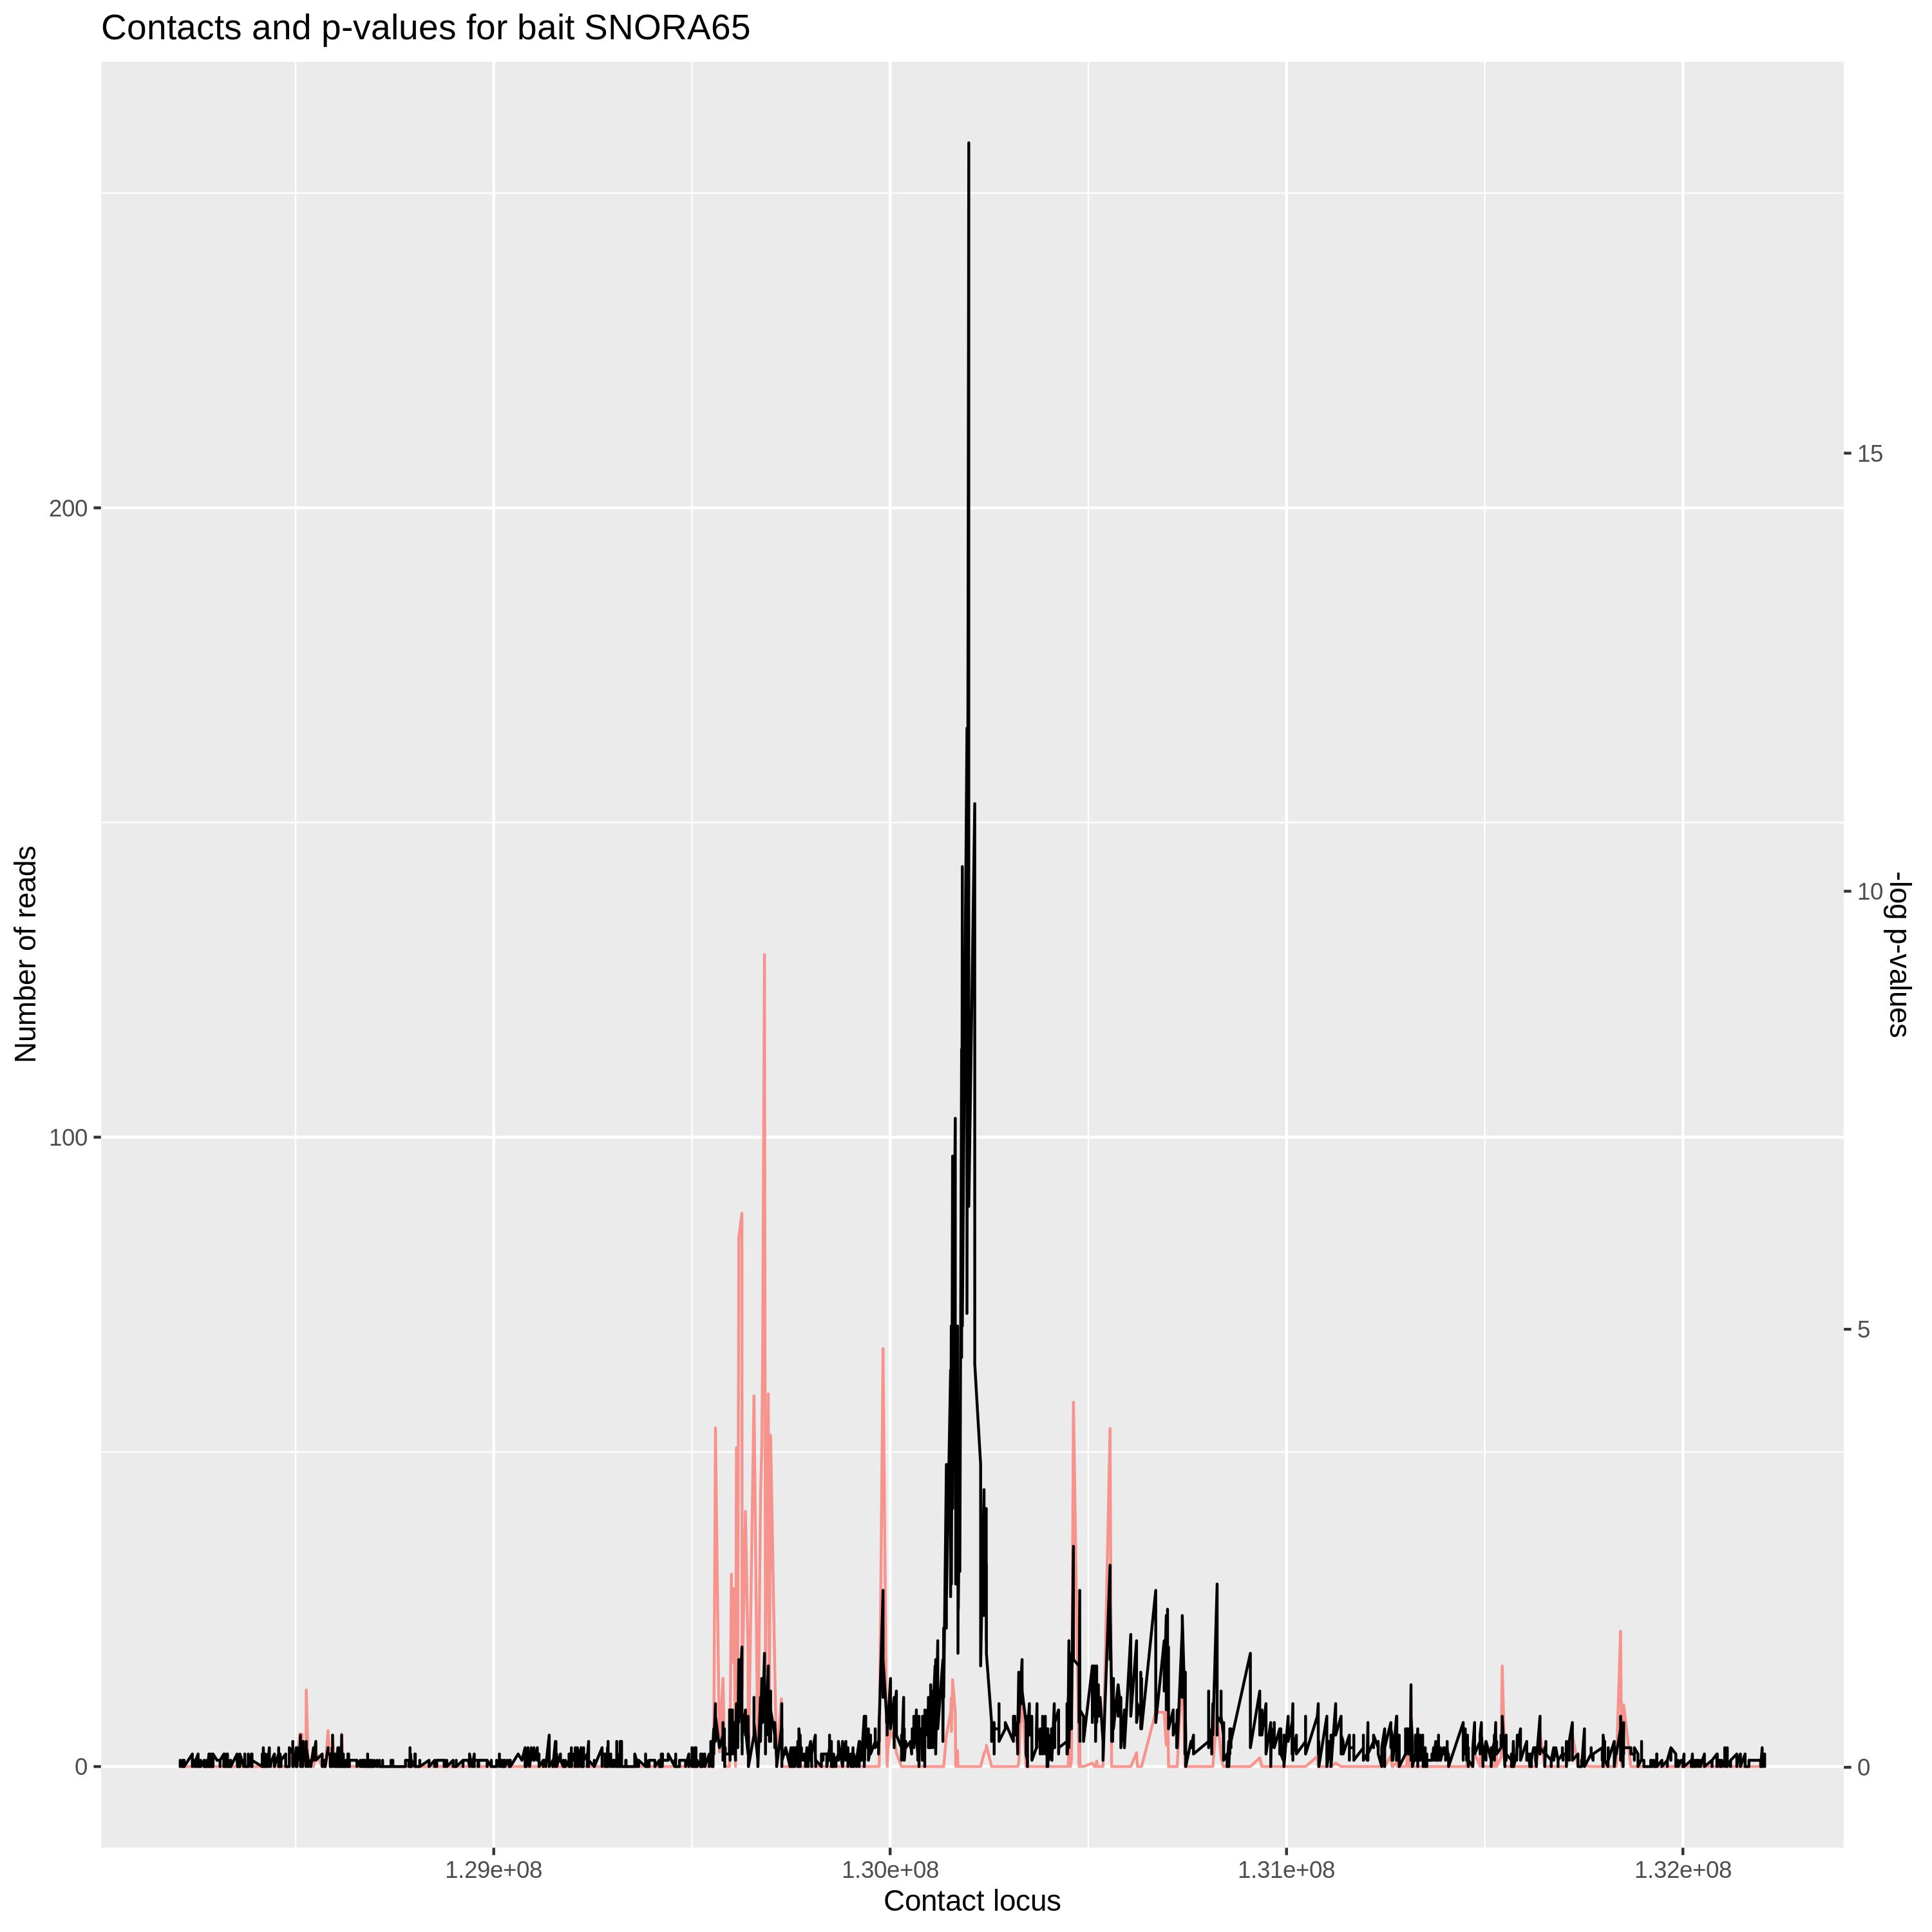 Contacts and p-values for bait SNORA65
Number of reads
200
100
0
15
10
5
0
-log p-values
1.29e+08
1.30e+08
1.31e+08
1.32e+08
Contact locus